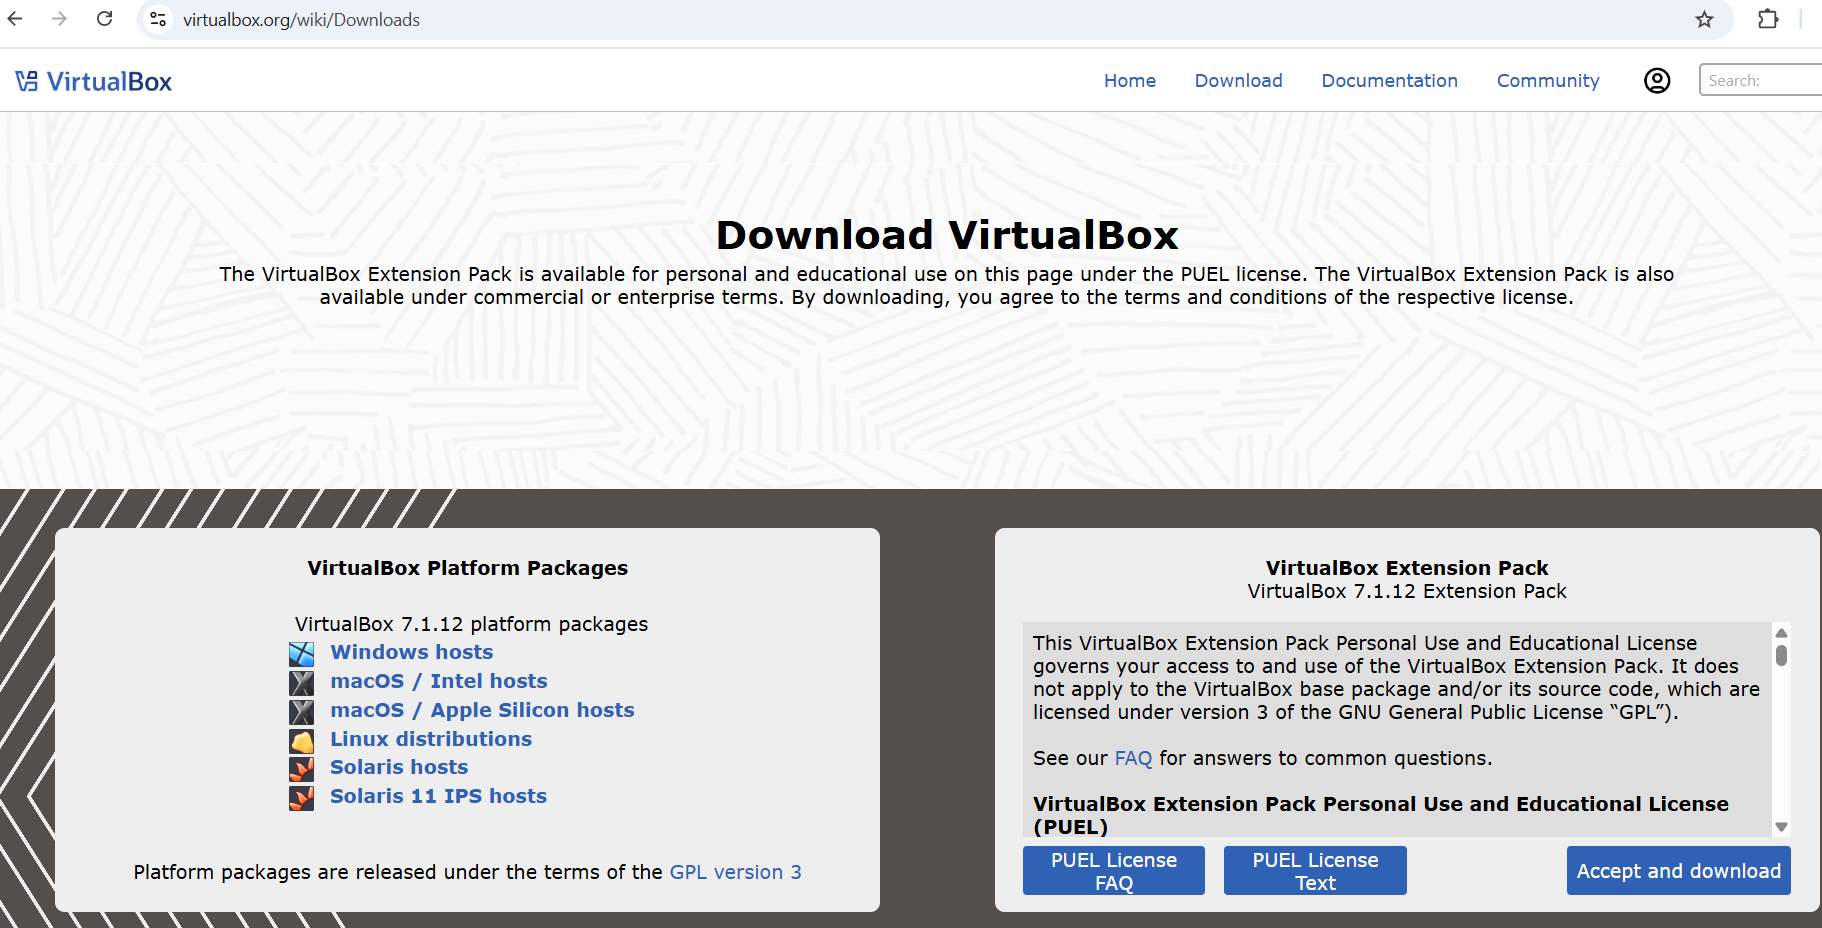 virtualbox.org/wiki/Downloads
VirtualBox
Home Download Documentation Community Search:
Download VirtualBox
The VirtualBox Extension Pack is available for personal and educational use on this page under the PUEL license. The VirtualBox Extension Pack is also
available under commercial or enterprise terms. By downloading, you agree to the terms and conditions of the respective license.
VirtualBox Platform Packages
VirtualBox 7.1.12 platform packages
Windows hosts
macOS / Intel hosts
macOS / Apple Silicon hosts
Linux distributions
Solaris hosts
Solaris 11 IPS hosts
Platform packages are released under the terms of the GPL version 3
VirtualBox Extension Pack
VirtualBox 7.1.12 Extension Pack
This VirtualBox Extension Pack Personal Use and Educational License
governs your access to and use of the VirtualBox Extension Pack. It does
not apply to the VirtualBox base package and/or its source code, which are
licensed under version 3 of the GNU General Public License “GPL”).
See our FAQ for answers to common questions.
VirtualBox Extension Pack Personal Use and Educational License
(PUEL)
PUEL License
FAQ
PUEL License
Text
Accept and download